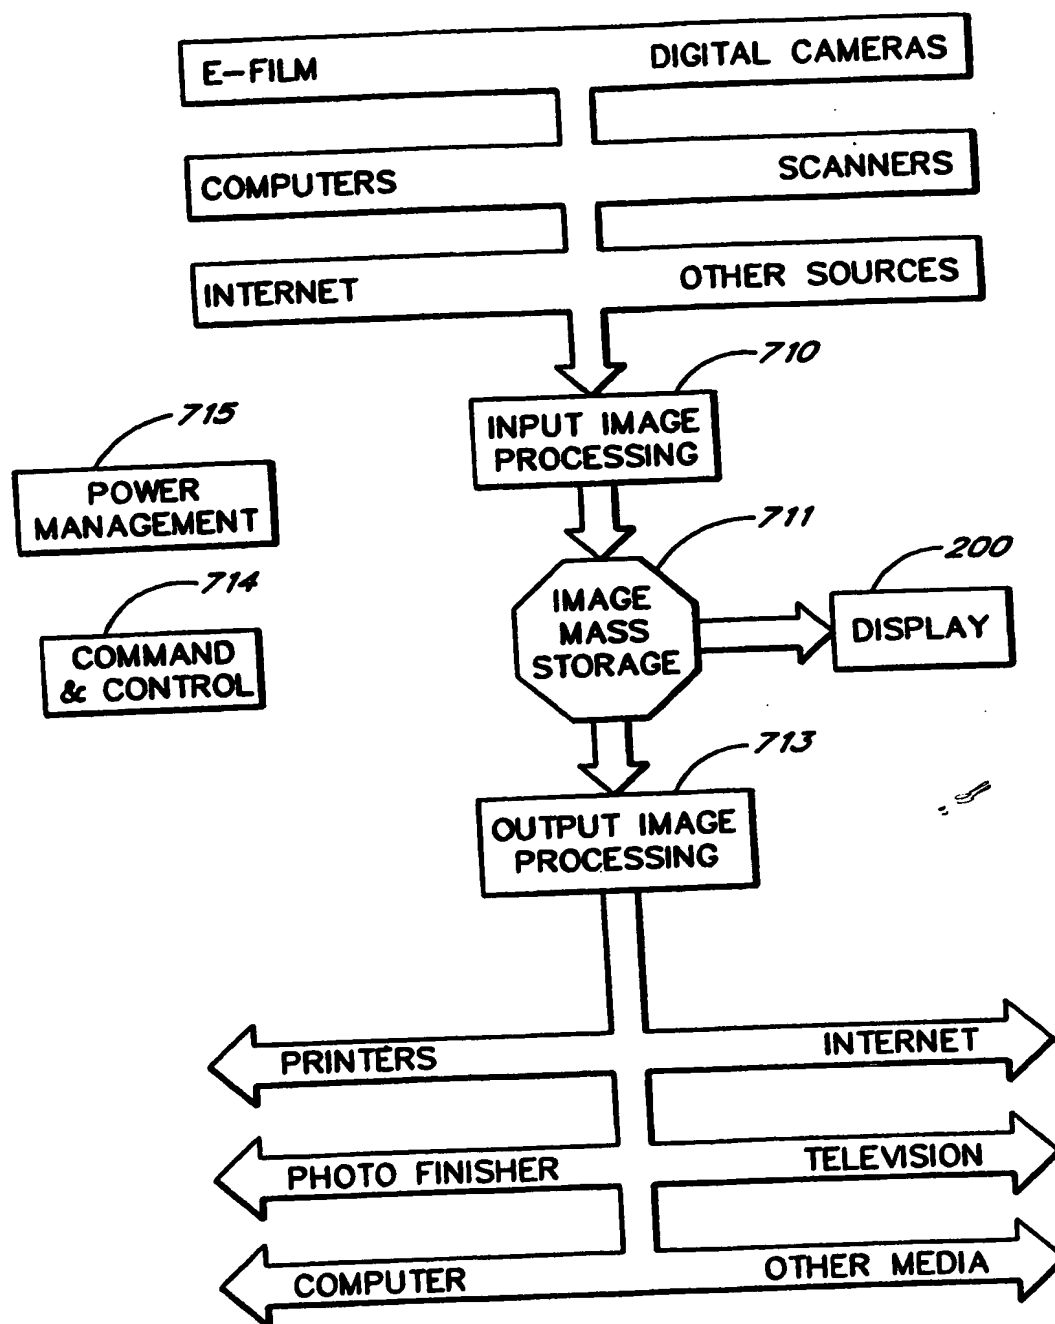 E-FILM DIGITAL CAMERAS
COMPUTERS SCANNERS
INTERNET OTHER SOURCES
710
INPUT IMAGE
PROCESSING
715
POWER
MANAGEMENT
714
COMMAND
& CONTROL
711
IMAGE
MASS
STORAGE
200
DISPLAY
713
OUTPUT IMAGE
PROCESSING
PRINTERS INTERNET
PHOTO FINISHER TELEVISION
COMPUTER OTHER MEDIA